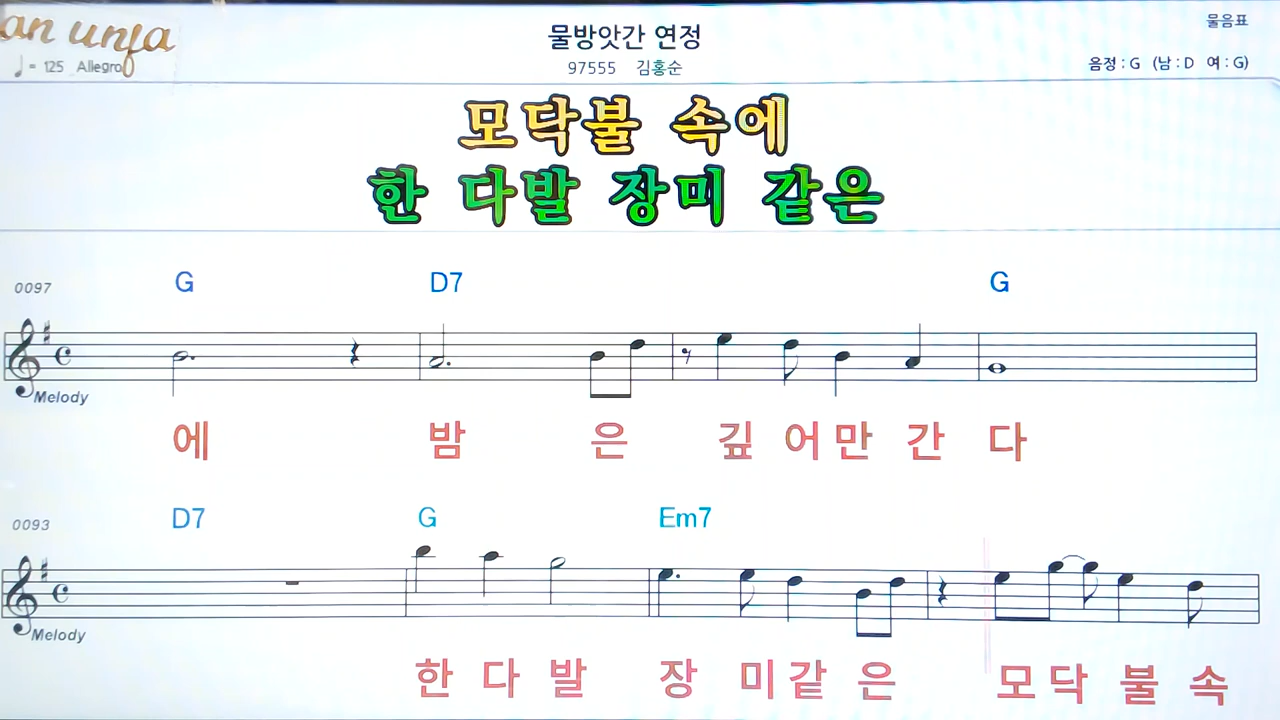 an unja
♩= 125 Allegro
물방앗간 연정
97555 김홍순
물음표
음정 : G (남 : D 여 : G)
모닥불 속에
한 다발 장미 같은
0097 G D7 G
Melody
에 밤 은 깊 어 만 간 다
0093 D7 G Em7
Melody
한 다 발 장 미 같 은 모 닥 불 속